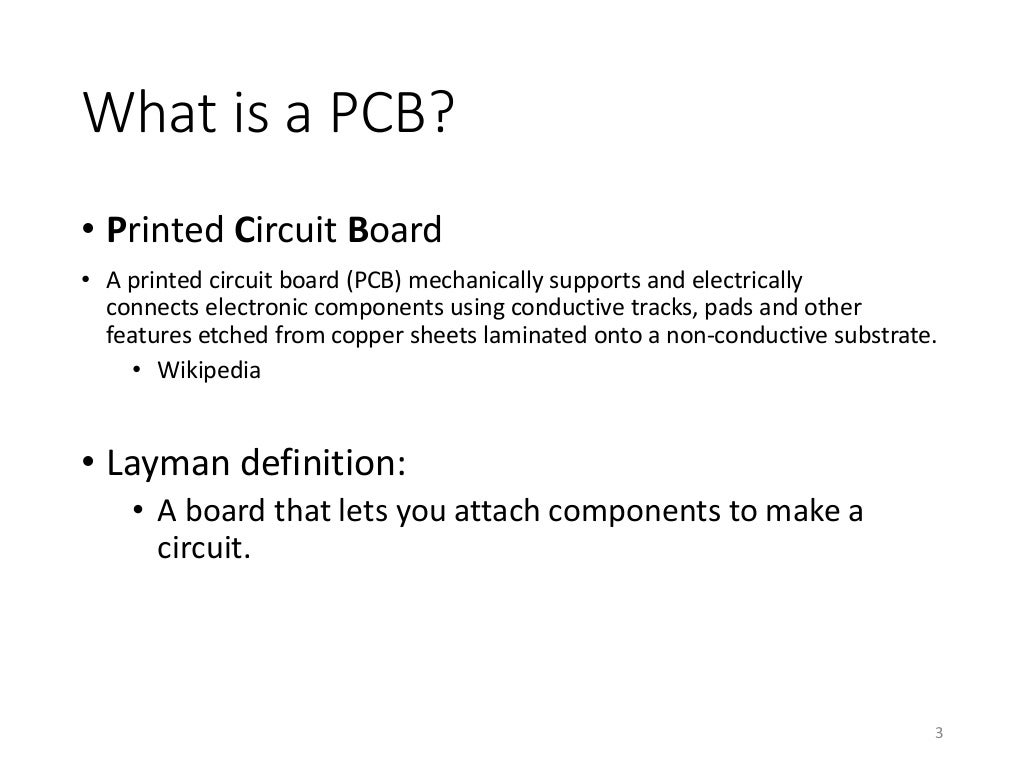 What is a PCB?
• Printed Circuit Board
• A printed circuit board (PCB) mechanically supports and electrically
connects electronic components using conductive tracks, pads and other
features etched from copper sheets laminated onto a non-conductive substrate.
• Wikipedia
• Layman definition:
• A board that lets you attach components to make a
circuit.
3